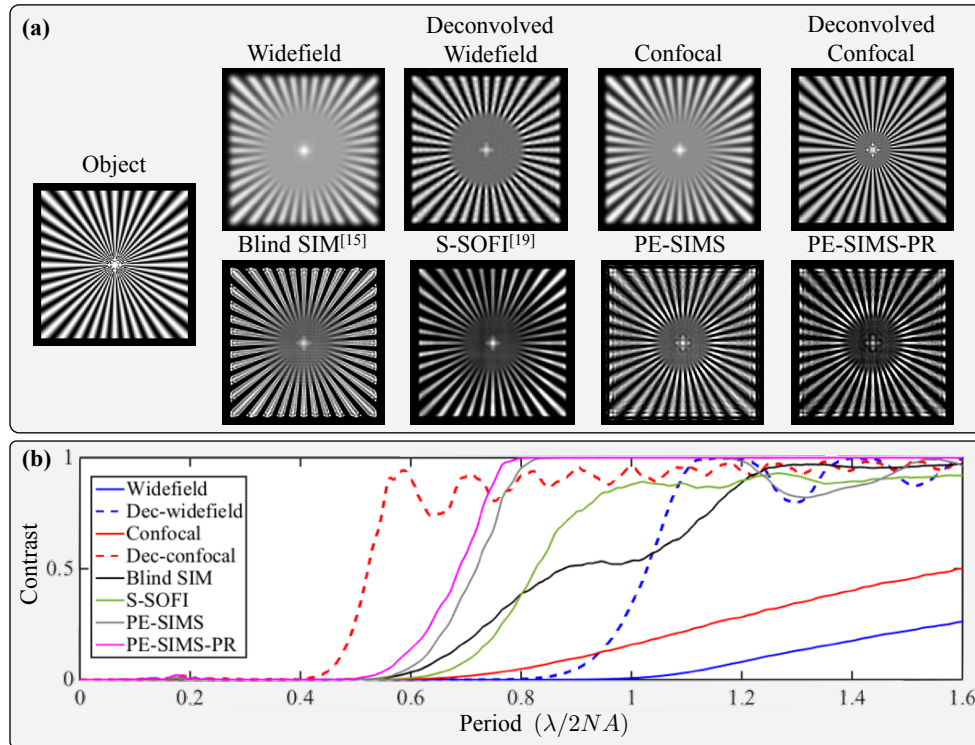 (a)
Widefield
Deconvolved
Widefield
Confocal
Deconvolved
Confocal
Object
Blind SIM[15]
S-SOFI[19]
PE-SIMS
PE-SIMS-PR
(b)
Contrast
1
0.5
0
Widefield
Dec-widefield
Confocal
Dec-confocal
Blind SIM
S-SOFI
PE-SIMS
PE-SIMS-PR
0 0.2 0.4 0.6 0.8 1 1.2 1.4 1.6
Period (λ/2NA)